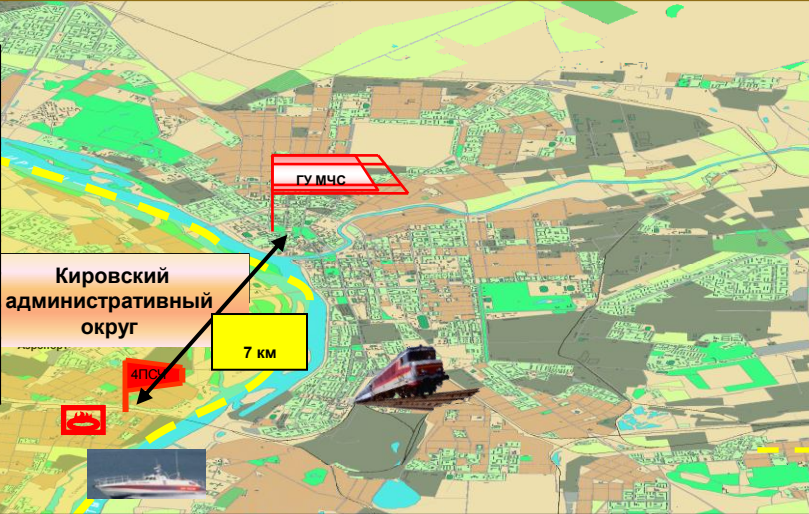 ГУ МЧС
Кировский
административный
округ
7 км
4ПСЧ